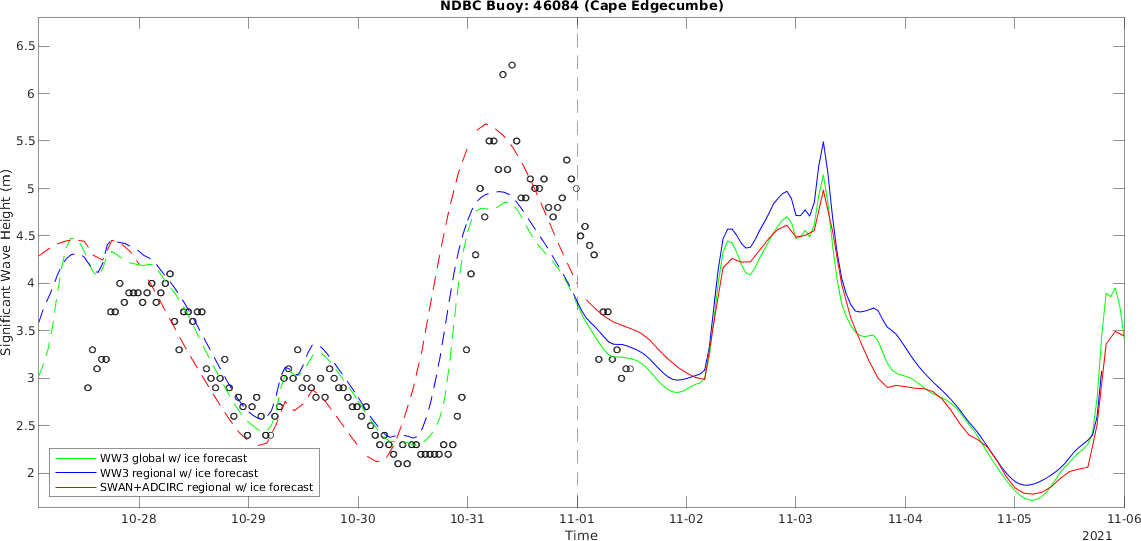 NDBC Buoy: 46084 (Cape Edgecumbe)
Significant Wave Height (m)
6.5
6
5.5
5
4.5
4
3.5
3
2.5
2
WW3 global w/ ice forecast
WW3 regional w/ ice forecast
SWAN+ADCIRC regional w/ ice forecast
10-28 10-29 10-30 10-31 11-01 11-02 11-03 11-04 11-05 11-06
Time
2021